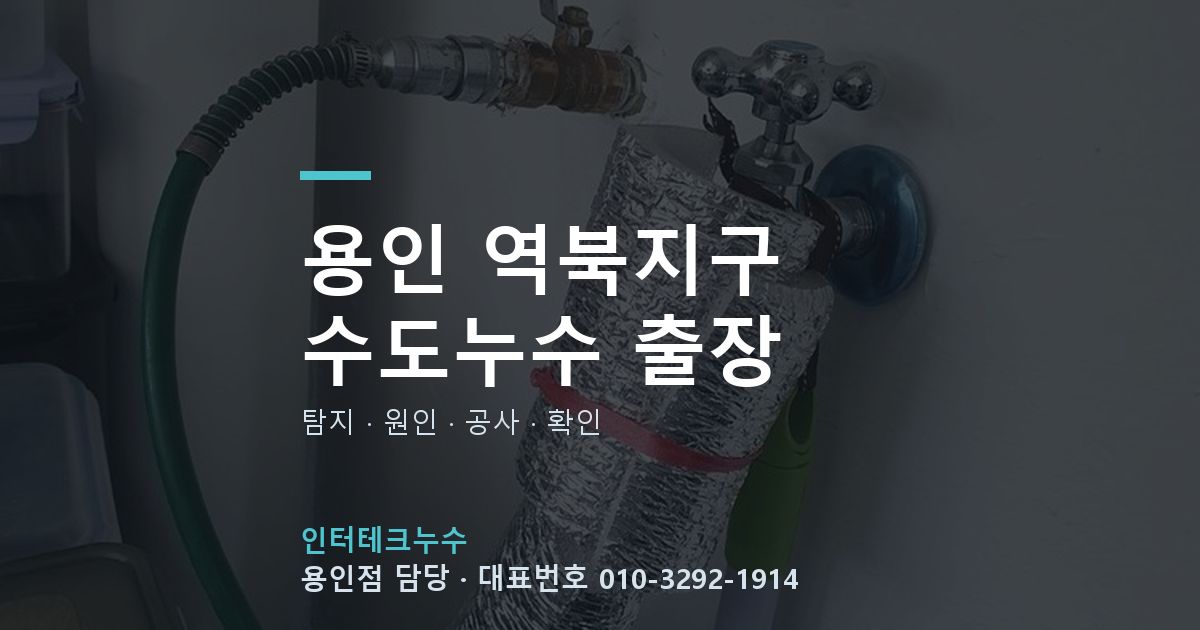 용인 역북지구
수도누수 출장
탐지 · 원인 · 공사 · 확인
인터테크누수
용인점 담당 · 대표번호 010-3292-1914